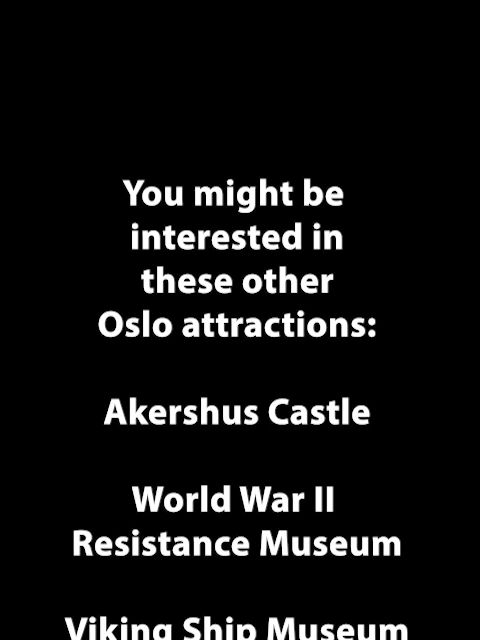 You might be
interested in
these other
Oslo attractions:
Akershus Castle
World War II
Resistance Museum
Viking Ship Museum